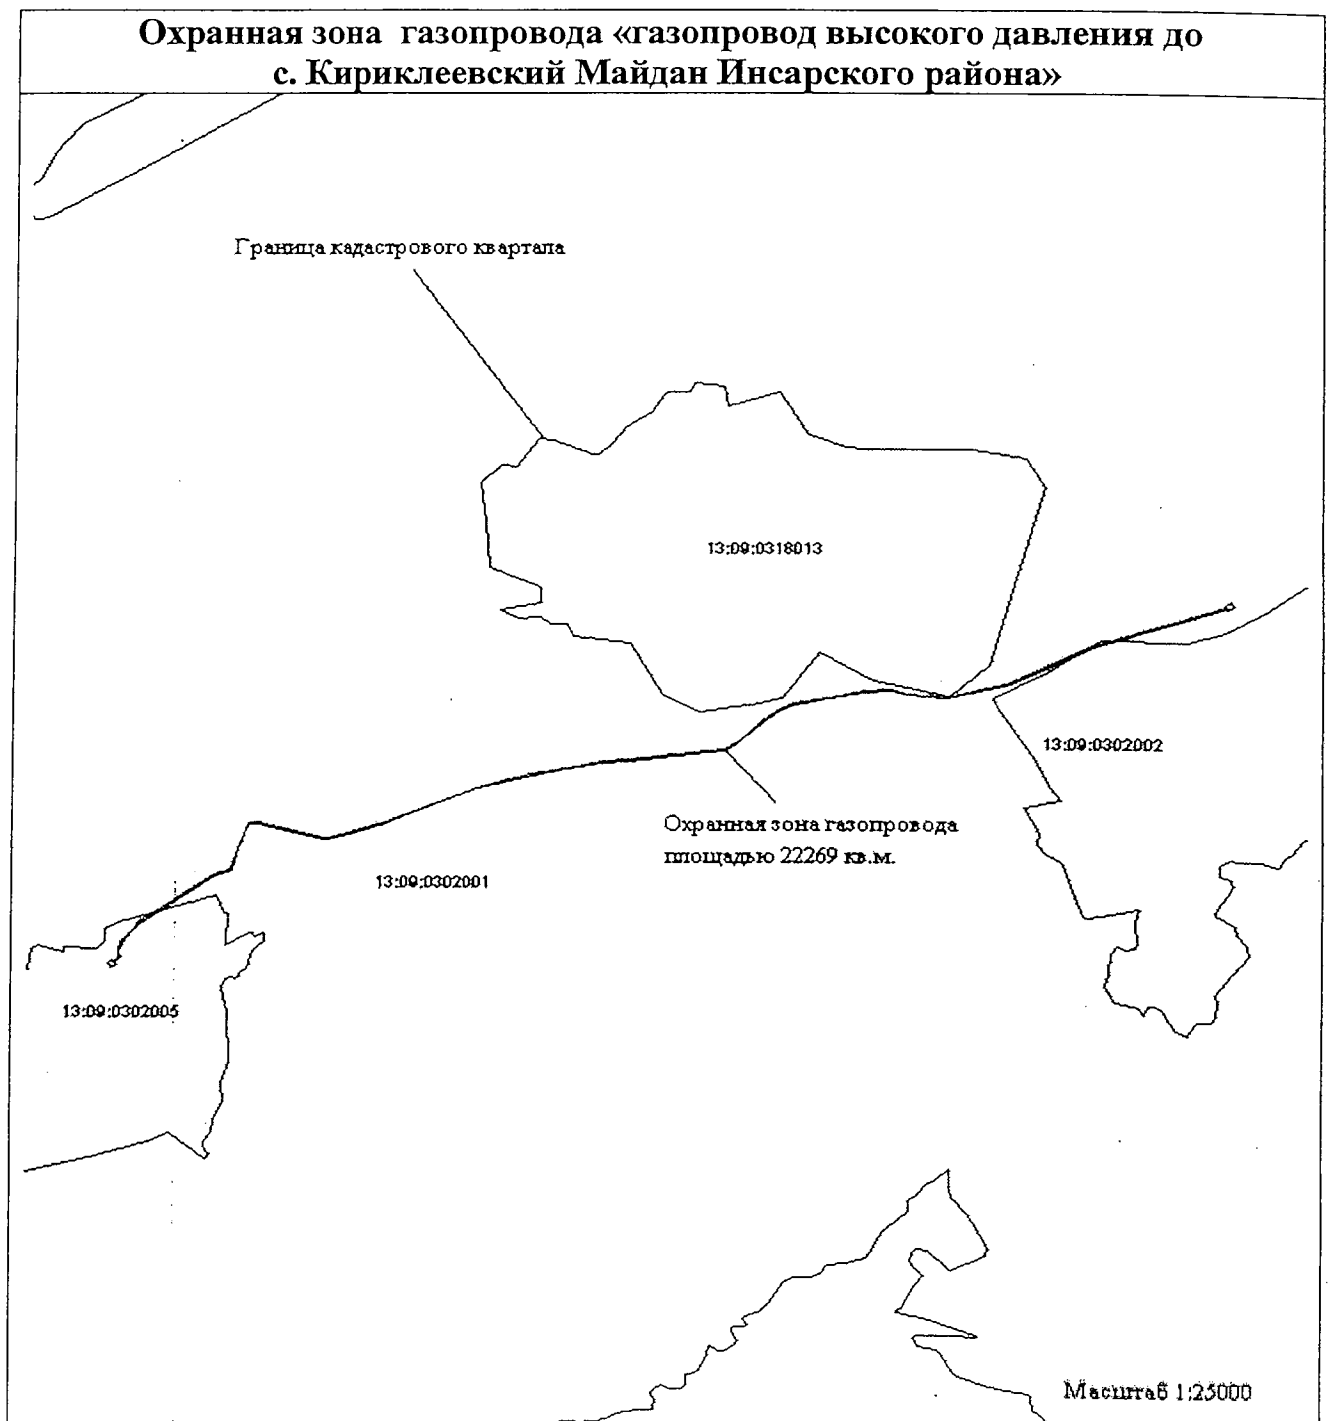 Охранная зона газопровода «газопровод высокого давления до
с. Кириклеевский Майдан Инсарского района»
Граница кадастрового квартала
13:09:0318013
13:09:0302002
Охранная зона газопровода
площадью 22269 кв.м.
13:09:0302001
13:09:0302005
Масштаб 1:25000